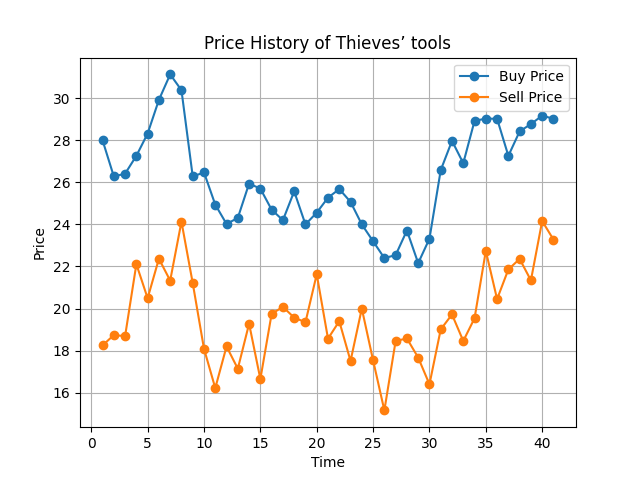 Price History of Thieves’ tools
Buy Price
Sell Price
Price
30
28
26
24
22
20
18
16
0 5 10 15 20 25 30 35 40
Time